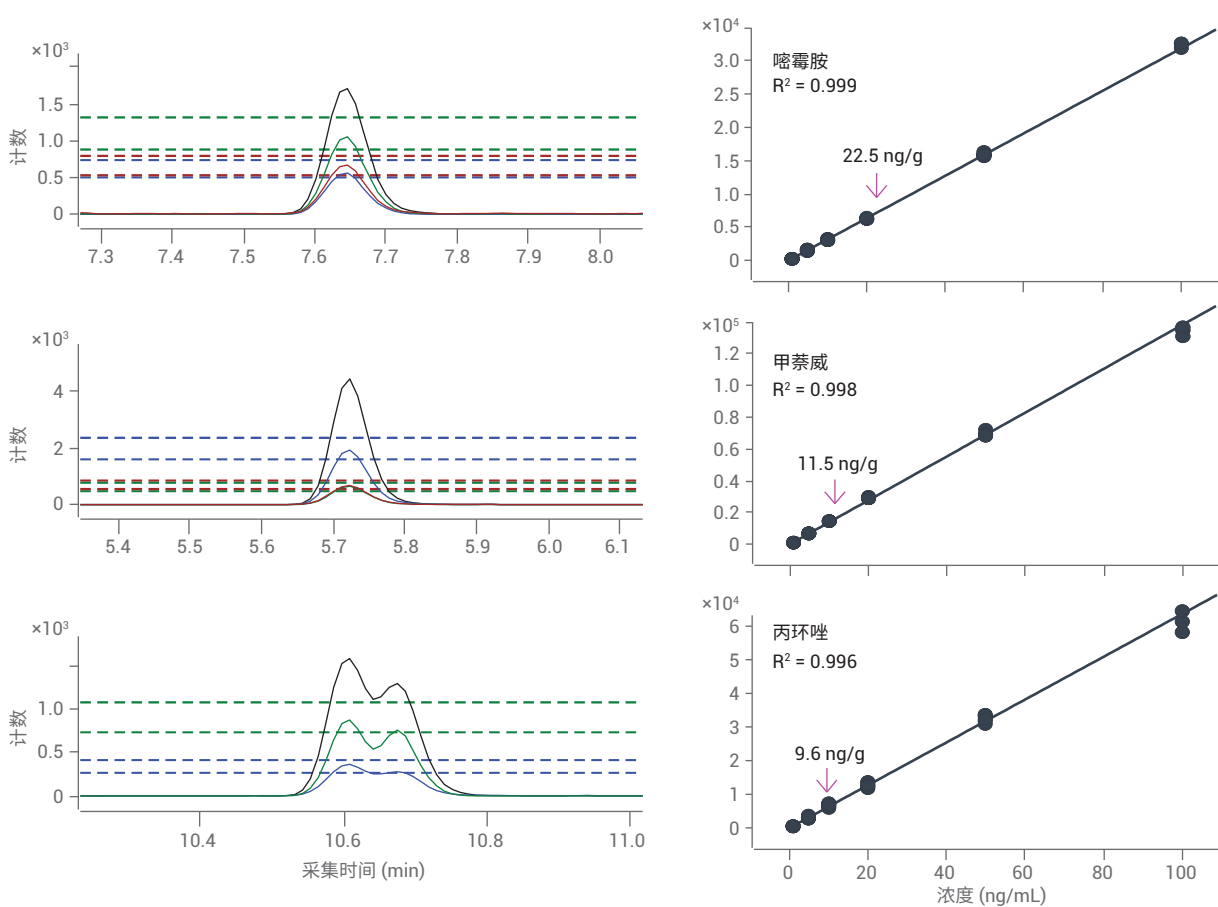 ×10³
1.5
1.0
0.5
0
计数
7.3 7.4 7.5 7.6 7.7 7.8 7.9 8.0
×10⁴
3.0
2.5
2.0
1.5
1.0
0.5
0
嘧霉胺
R² = 0.999
22.5 ng/g
×10³
4
2
0
计数
5.4 5.5 5.6 5.7 5.8 5.9 6.0 6.1
×10⁵
1.2
1.0
0.8
0.6
0.4
0.2
0
甲萘威
R² = 0.998
11.5 ng/g
×10³
1.0
0.5
0
计数
10.4 10.6 10.8 11.0
采集时间 (min)
×10⁴
6
5
4
3
2
1
0
丙环唑
R² = 0.996
9.6 ng/g
0 20 40 60 80 100
浓度 (ng/mL)